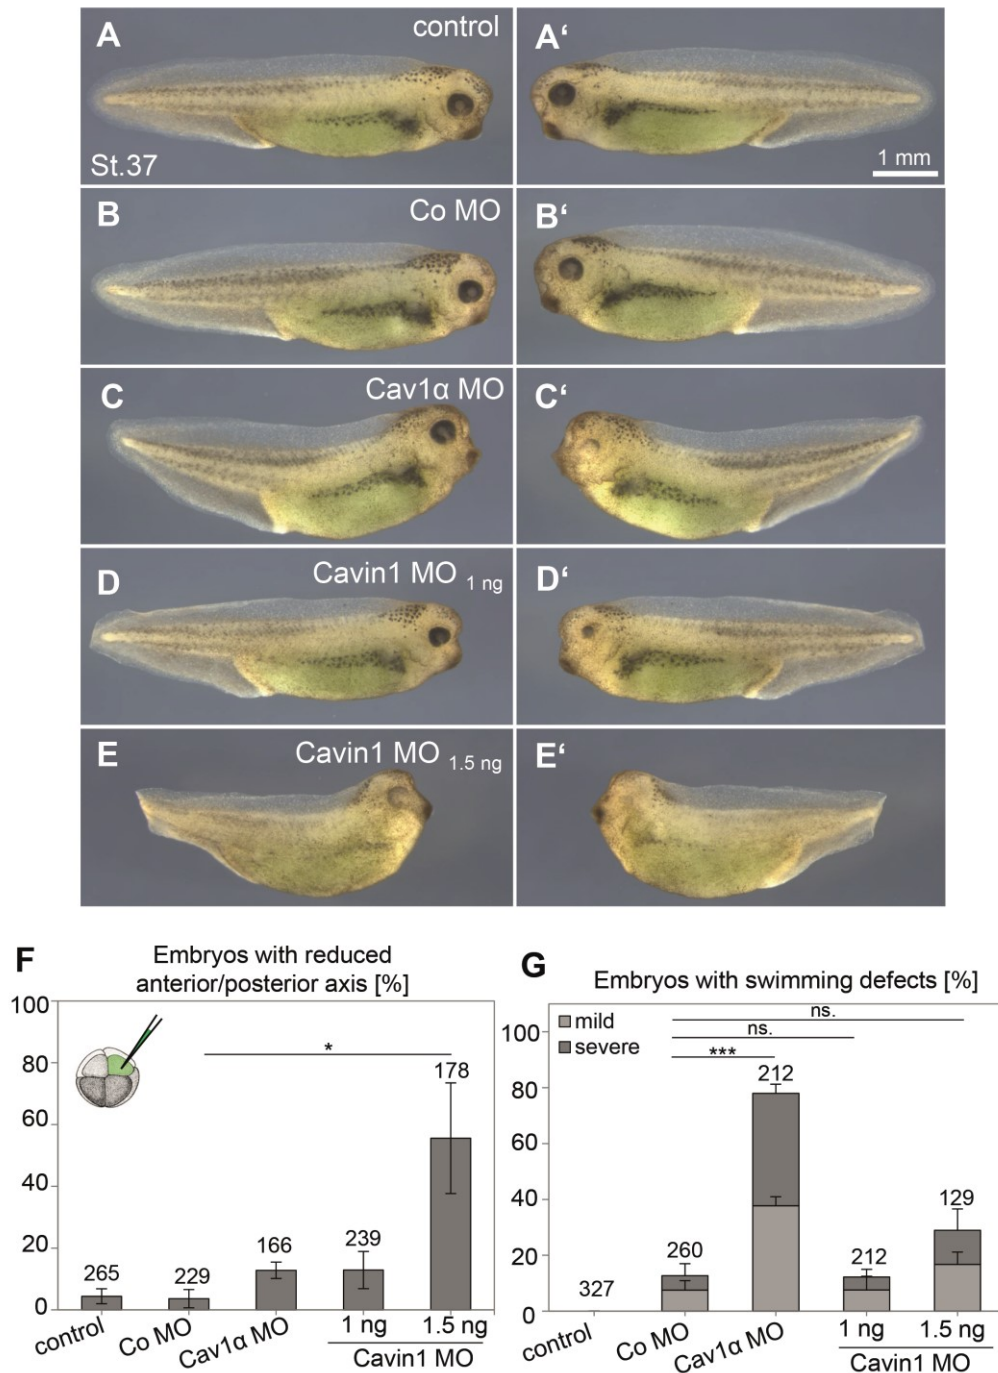 A control A‘
St.37 1 mm
B Co MO B‘
C Cav1α MO C‘
D Cavin1 MO 1 ng D‘
E Cavin1 MO 1.5 ng E‘
F Embryos with reduced
anterior/posterior axis [%]
100
80
60
40
20
0
*
265
229
166
239
178
control
Co MO
Cav1α MO
1 ng 1.5 ng
Cavin1 MO
G Embryos with swimming defects [%]
mild
severe
ns.
ns.
***
100
80
60
40
20
0
327
260
212
212
129
control
Co MO
Cav1α MO
1 ng 1.5 ng
Cavin1 MO